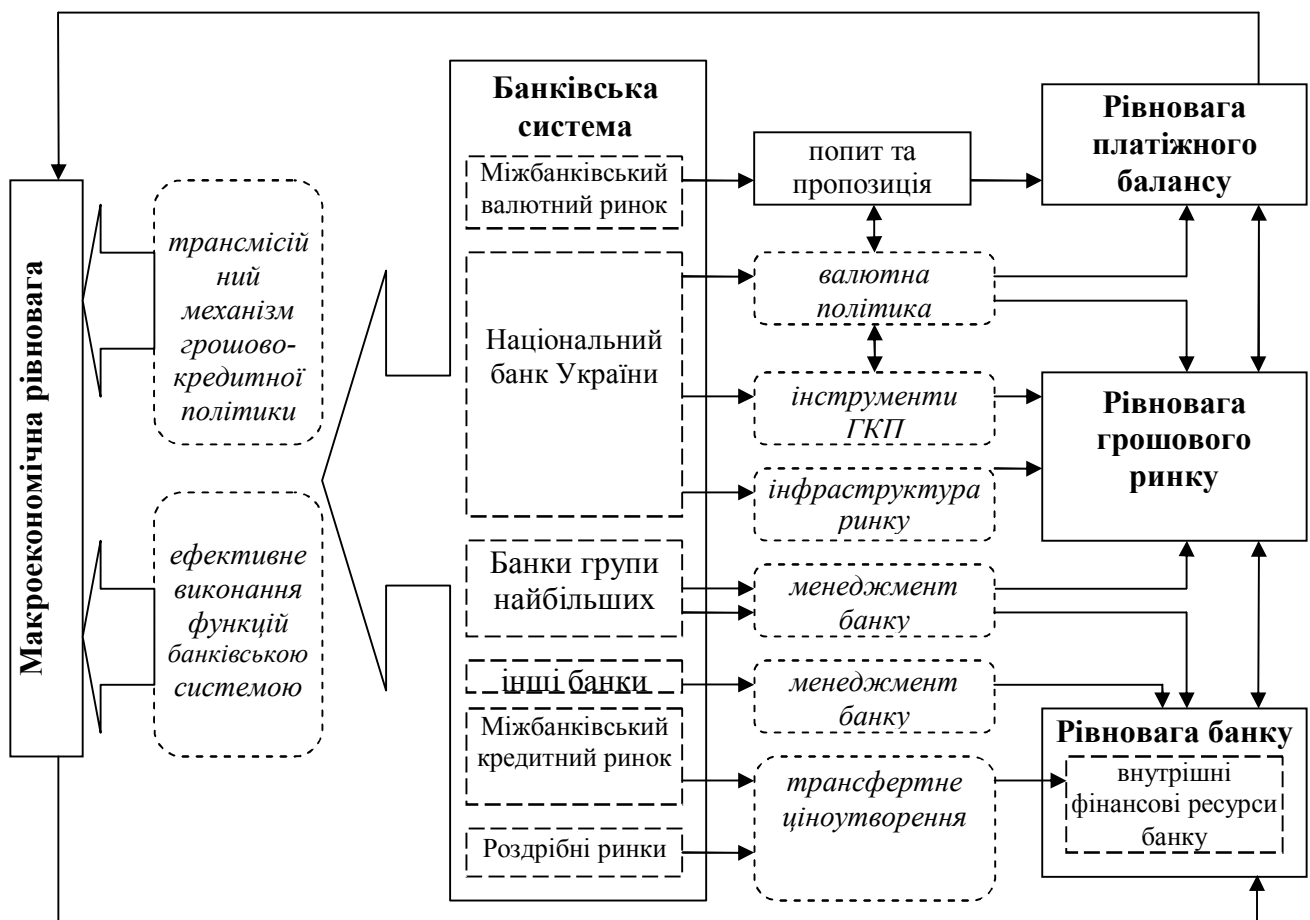 Макроекономічна рівновага
трансмісій
ний
механізм
грошово-
кредитної
політики
ефективне
виконання
функцій
банківською
системою
Банківська
система
Міжбанківський
валютний ринок
Національний
банк України
Банки групи
найбільших
інші банки
Міжбанківський
кредитний ринок
Роздрібні ринки
попит та
пропозиція
валютна
політика
інструменти
ГКП
інфраструктура
ринку
менеджмент
банку
менеджмент
банку
трансфертне
ціноутворення
Рівновага
платіжного
балансу
Рівновага
грошового
ринку
Рівновага банку
внутрішні
фінансові ресурси
банку